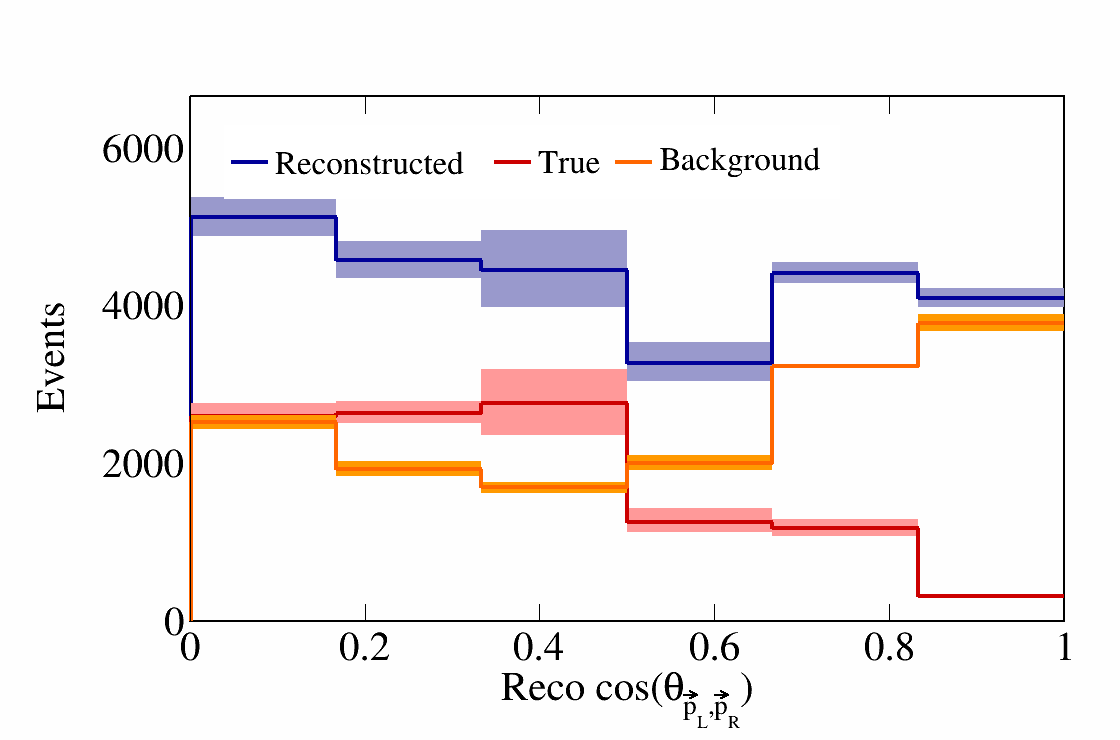 6000
Reconstructed True Background
4000
Events
2000
0
0 0.2 0.4 0.6 0.8 1
Reco cos(θp⃗L,p⃗R)